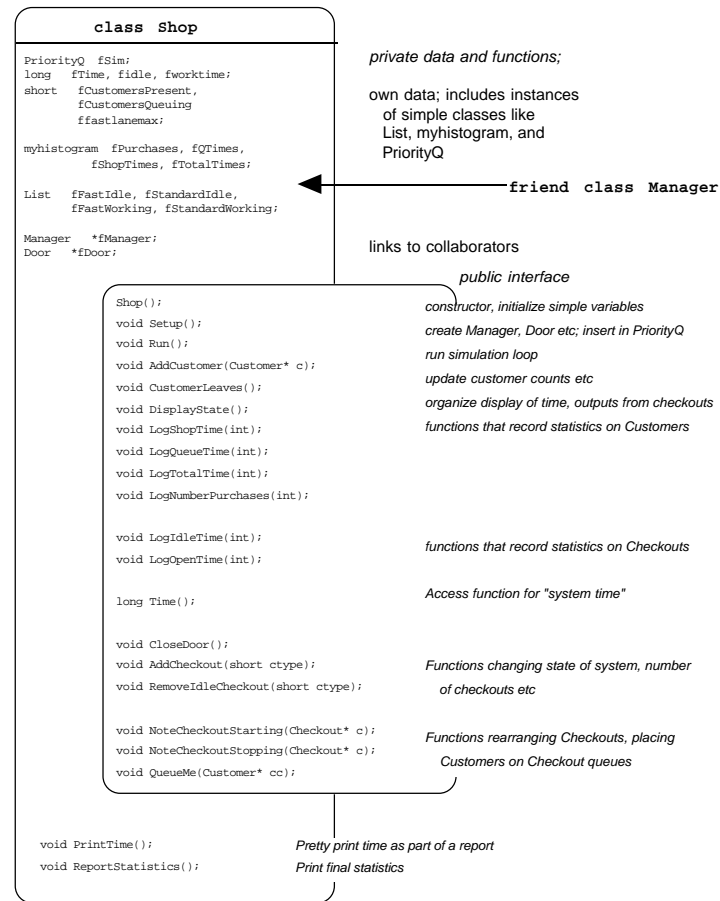 class Shop
PriorityQ fSim;
long fTime, fidle, fworktime;
short fCustomersPresent,
fCustomersQueuing
ffastlanemax;
myhistogram fPurchases, fQTimes,
fShopTimes, fTotalTimes;
List fFastIdle, fStandardIdle,
fFastWorking, fStandardWorking;
Manager *fManager;
Door *fDoor;
private data and functions;
own data; includes instances
of simple classes like
List, myhistogram, and
PriorityQ
friend class Manager
links to collaborators
public interface
Shop(); constructor, initialize simple variables
void Setup(); create Manager, Door etc; insert in PriorityQ
void Run(); run simulation loop
void AddCustomer(Customer* c); update customer counts etc
void CustomerLeaves();
void DisplayState(); organize display of time, outputs from checkouts
void LogShopTime(int); functions that record statistics on Customers
void LogQueueTime(int);
void LogTotalTime(int);
void LogNumberPurchases(int);
void LogIdleTime(int); functions that record statistics on Checkouts
void LogOpenTime(int);
long Time(); Access function for "system time"
void CloseDoor();
void AddCheckout(short ctype); Functions changing state of system, number
void RemoveIdleCheckout(short ctype); of checkouts etc
void NoteCheckoutStarting(Checkout* c); Functions rearranging Checkouts, placing
void NoteCheckoutStopping(Checkout* c); Customers on Checkout queues
void QueueMe(Customer* cc);
void PrintTime(); Pretty print time as part of a report
void ReportStatistics(); Print final statistics